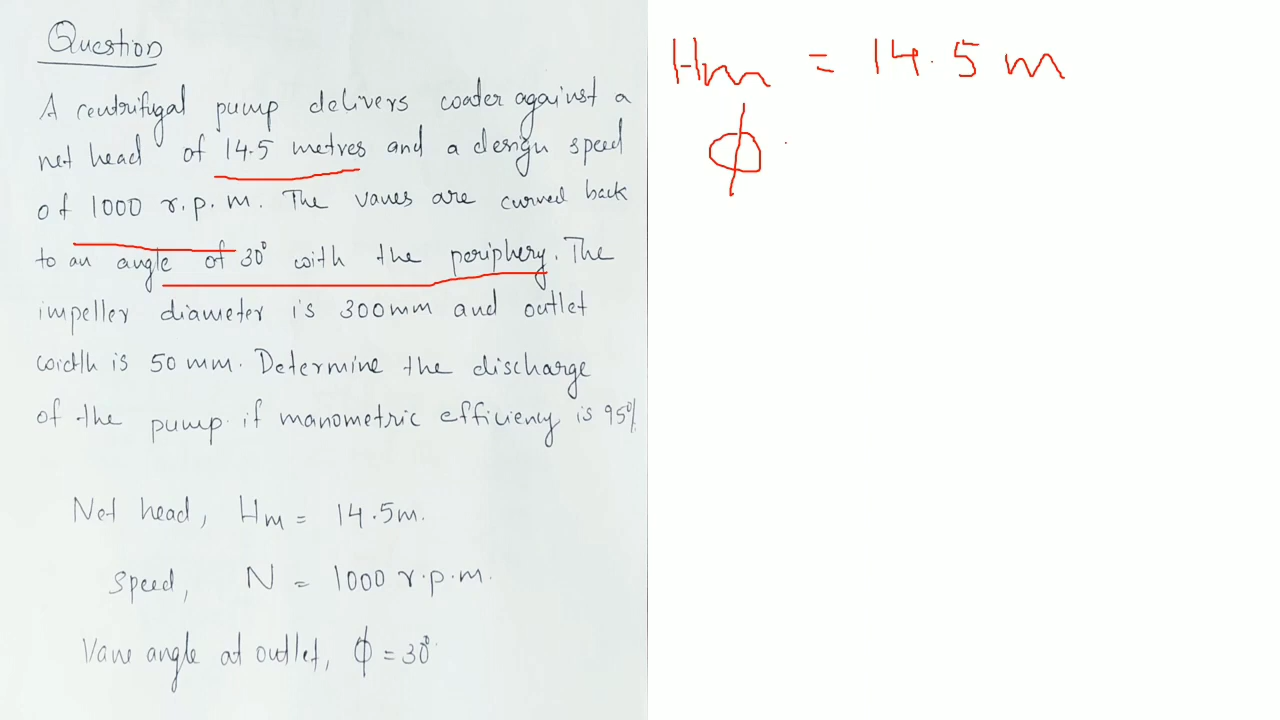 Question
A centrifugal pump delivers water against a
net head of 14.5 metres and a design speed
of 1000 r.p.m. The vanes are curved back
to an angle of 30° with the periphery. The
impeller diameter is 300mm and outlet
width is 50 mm. Determine the discharge
of the pump if manometric efficiency is 95%
Net head, Hm = 14.5m.
Speed, N = 1000 r.p.m.
Vane angle at outlet, ϕ = 30°
Hm = 14.5 m
ϕ